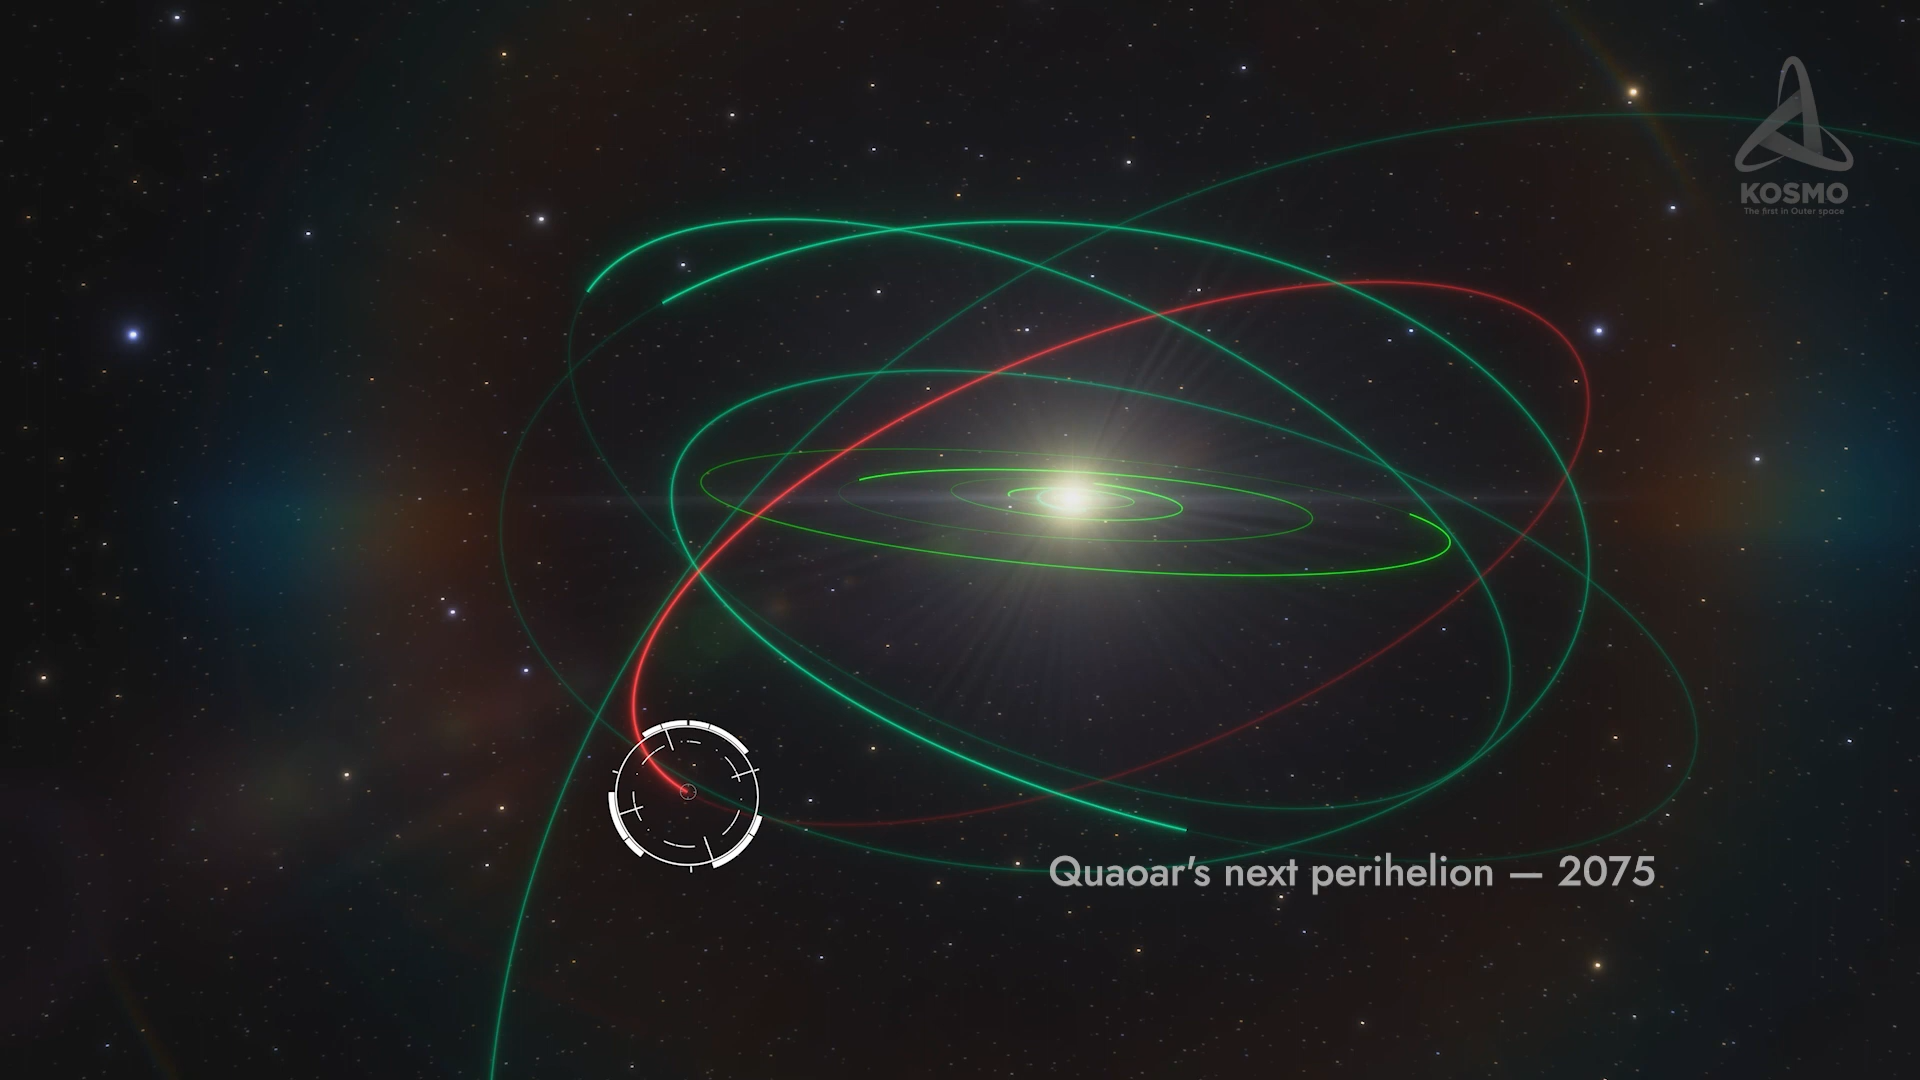 KOSMO
The first in Outer space
Quaoar's next perihelion — 2075